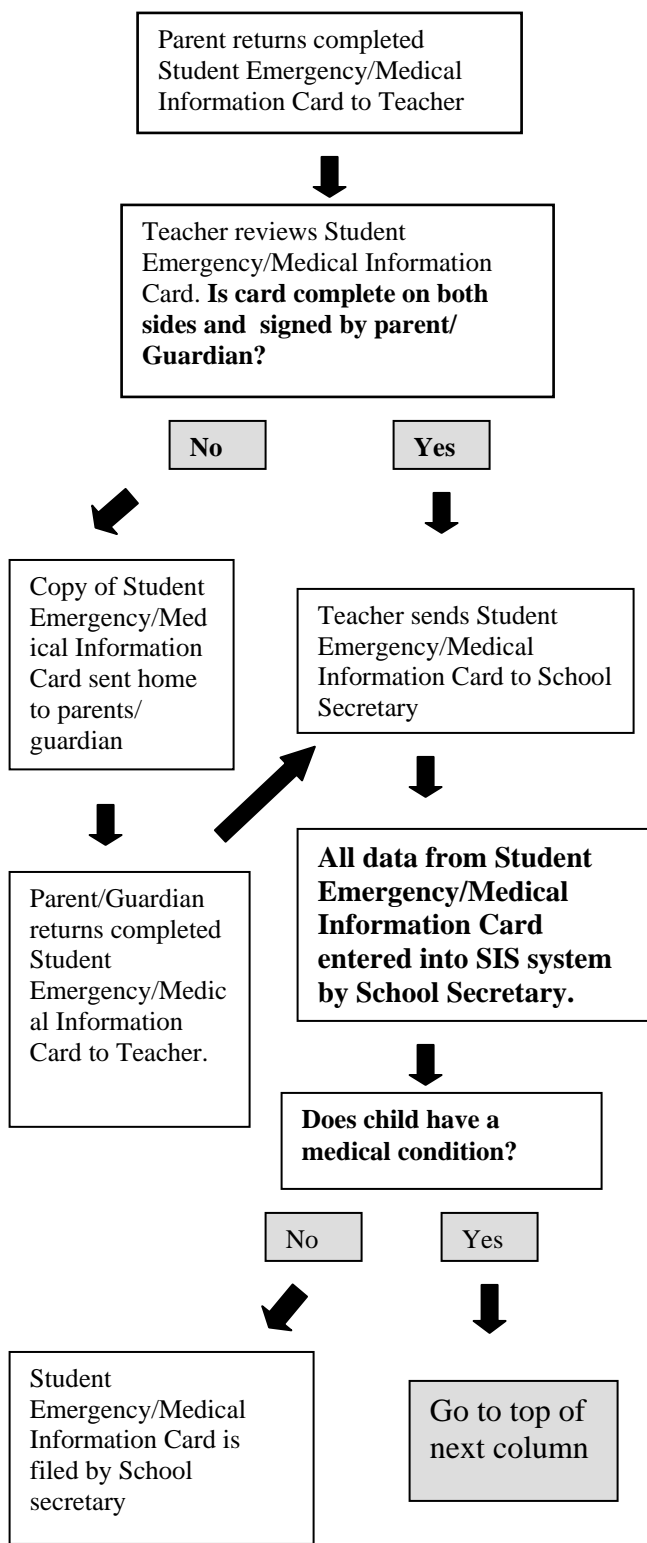 Parent returns completed
Student Emergency/Medical
Information Card to Teacher
Teacher reviews Student
Emergency/Medical Information
Card. Is card complete on both
sides and signed by parent/
Guardian?
No
Yes
Copy of Student
Emergency/Med
ical Information
Card sent home
to parents/
guardian
Teacher sends Student
Emergency/Medical
Information Card to School
Secretary
Parent/Guardian
returns completed
Student
Emergency/Medic
al Information
Card to Teacher.
All data from Student
Emergency/Medical
Information Card
entered into SIS system
by School Secretary.
Does child have a
medical condition?
No
Yes
Student
Emergency/Medical
Information Card is
filed by School
secretary
Go to top of
next column